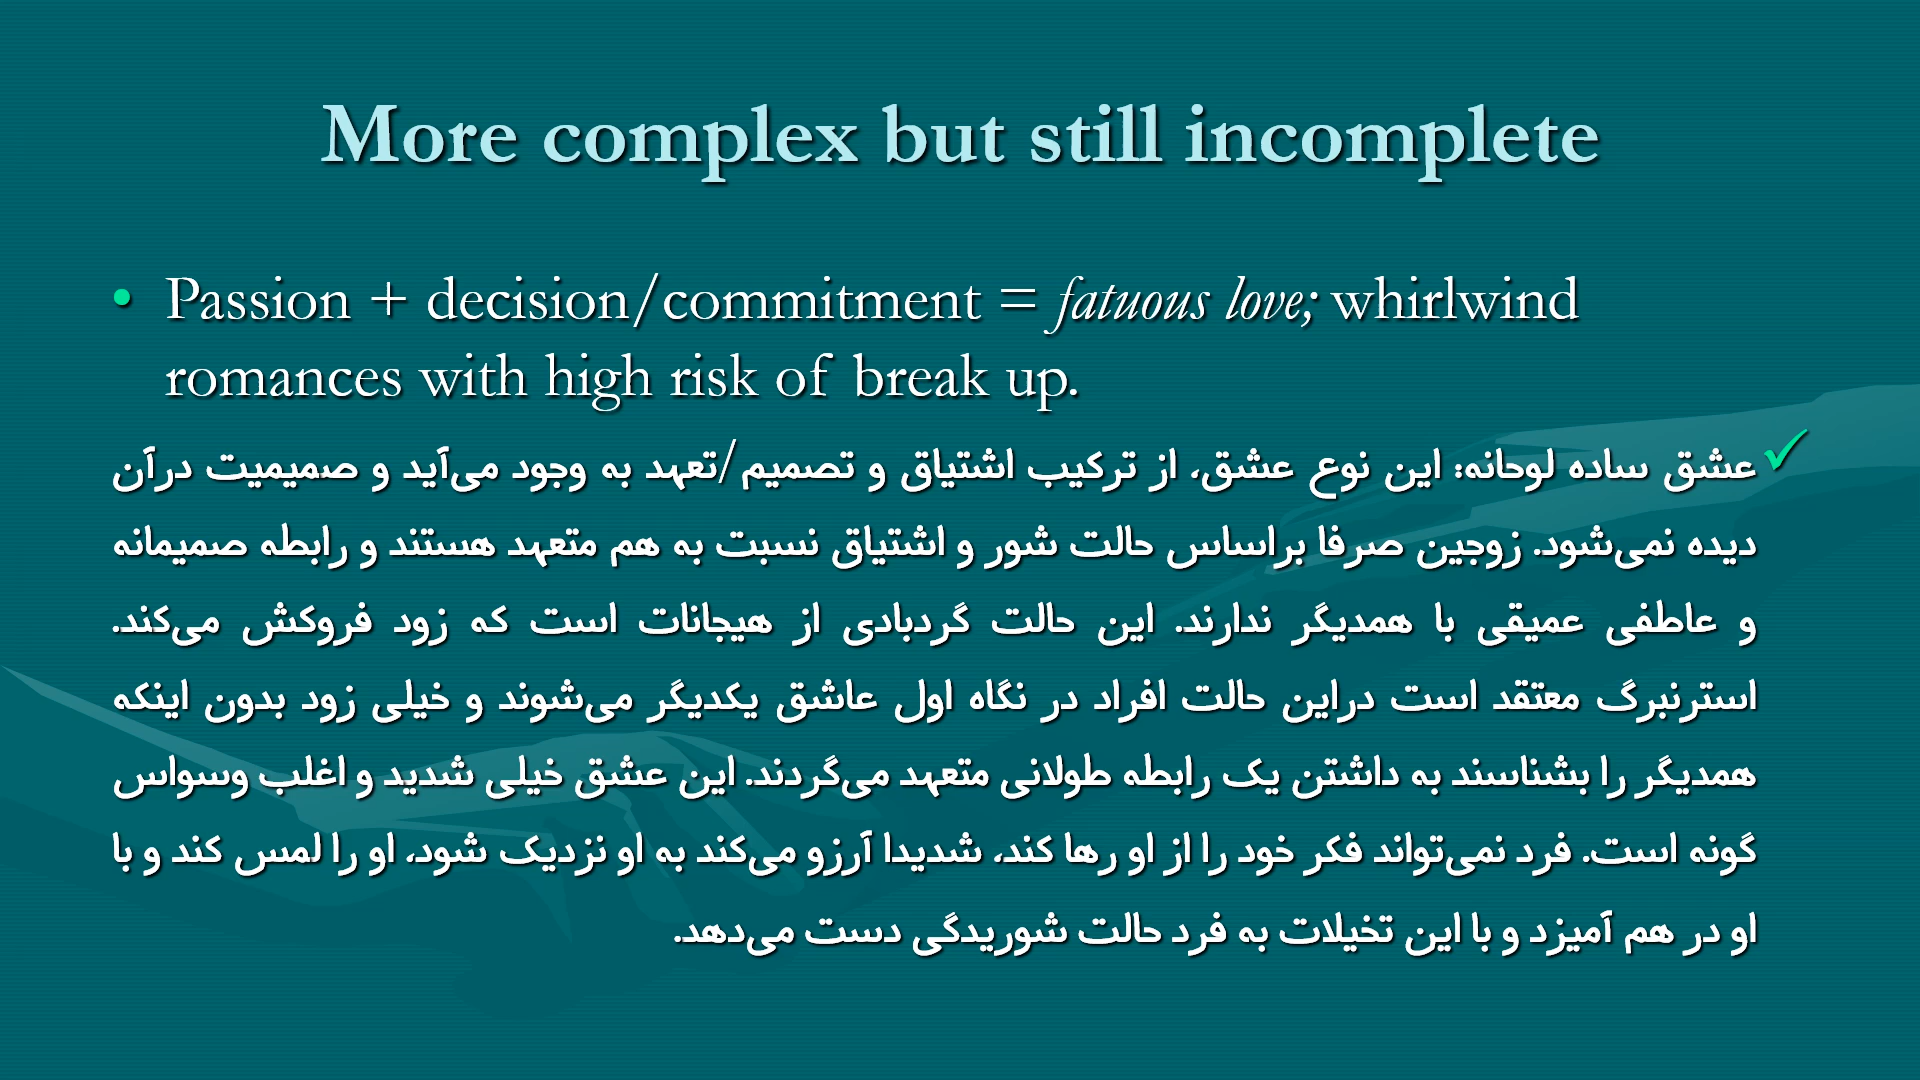 More complex but still incomplete
• Passion + decision/commitment = fatuous love; whirlwind
romances with high risk of break up.
✓ عشق ساده لوحانه: این نوع عشق، از ترکیب اشتیاق و تصمیم/تعهد به وجود می‌آید و صمیمیت درآن
دیده نمی‌شود. زوجین صرفا براساس حالت شور و اشتیاق نسبت به هم متعهد هستند و رابطه صمیمانه
و عاطفی عمیقی با همدیگر ندارند. این حالت گردبادی از هیجانات است که زود فروکش می‌کند.
استرنبرگ معتقد است دراین حالت افراد در نگاه اول عاشق یکدیگر می‌شوند و خیلی زود بدون اینکه
همدیگر را بشناسند به داشتن یک رابطه طولانی متعهد می‌گردند. این عشق خیلی شدید و اغلب وسواس
گونه است. فرد نمی‌تواند فکر خود را از او رها کند، شدیدا آرزو می‌کند به او نزدیک شود، او را لمس کند و با
او در هم آمیزد و با این تخیلات به فرد حالت شوریدگی دست می‌دهد.